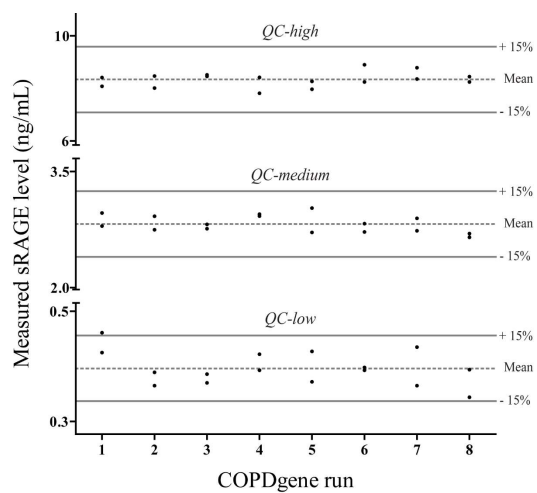 10
QC-high
+ 15%
Mean
- 15%
6
3.5
QC-medium
+ 15%
Mean
- 15%
2.0
0.5
QC-low
+ 15%
Mean
- 15%
0.3
1 2 3 4 5 6 7 8
COPDgene run
Measured sRAGE level (ng/mL)